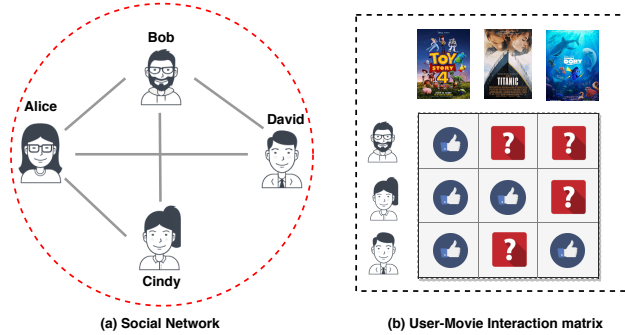 Bob
Alice
David
Cindy
(a) Social Network
TOY
STORY
4
TITANIC
DORY
? ?
?
?
(b) User-Movie Interaction matrix